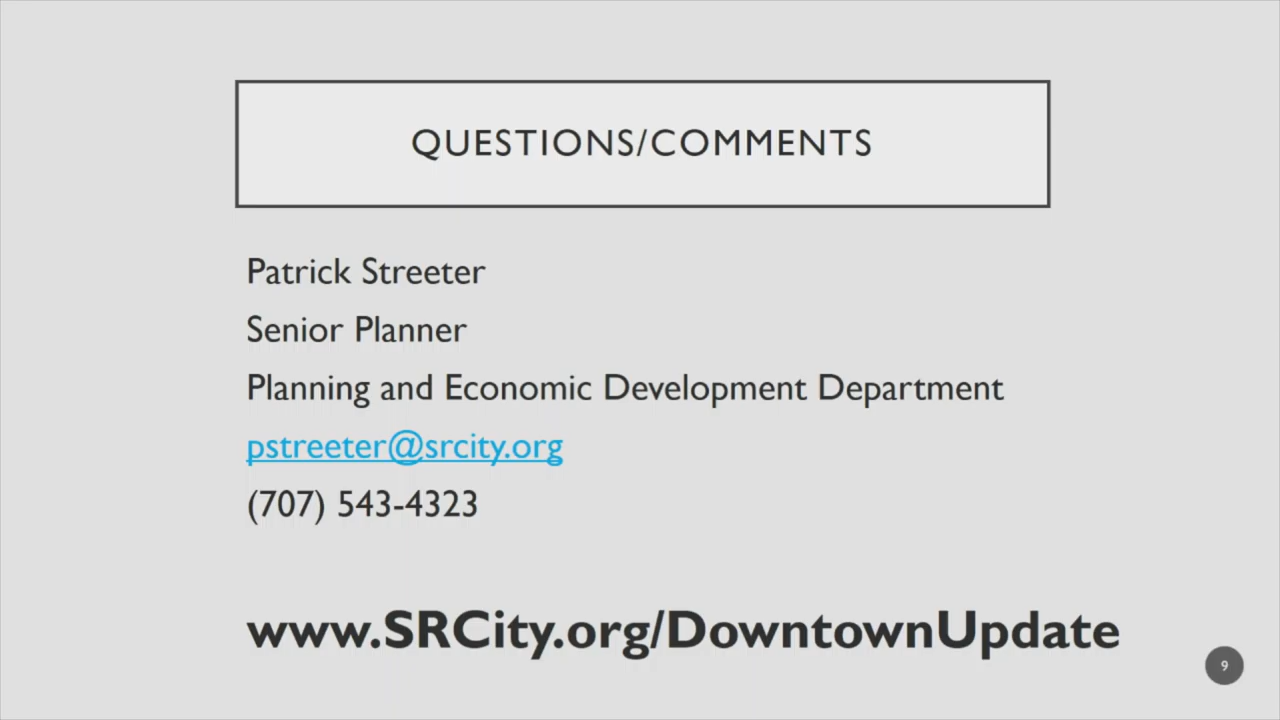 QUESTIONS/COMMENTS
Patrick Streeter
Senior Planner
Planning and Economic Development Department
pstreeter@srcity.org
(707) 543-4323
www.SRCity.org/DowntownUpdate
9